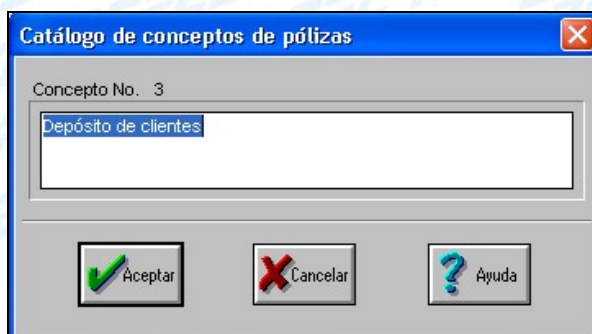 Catálogo de conceptos de pólizas
Concepto No. 3
Depósito de clientes
Aceptar
Cancelar
Ayuda